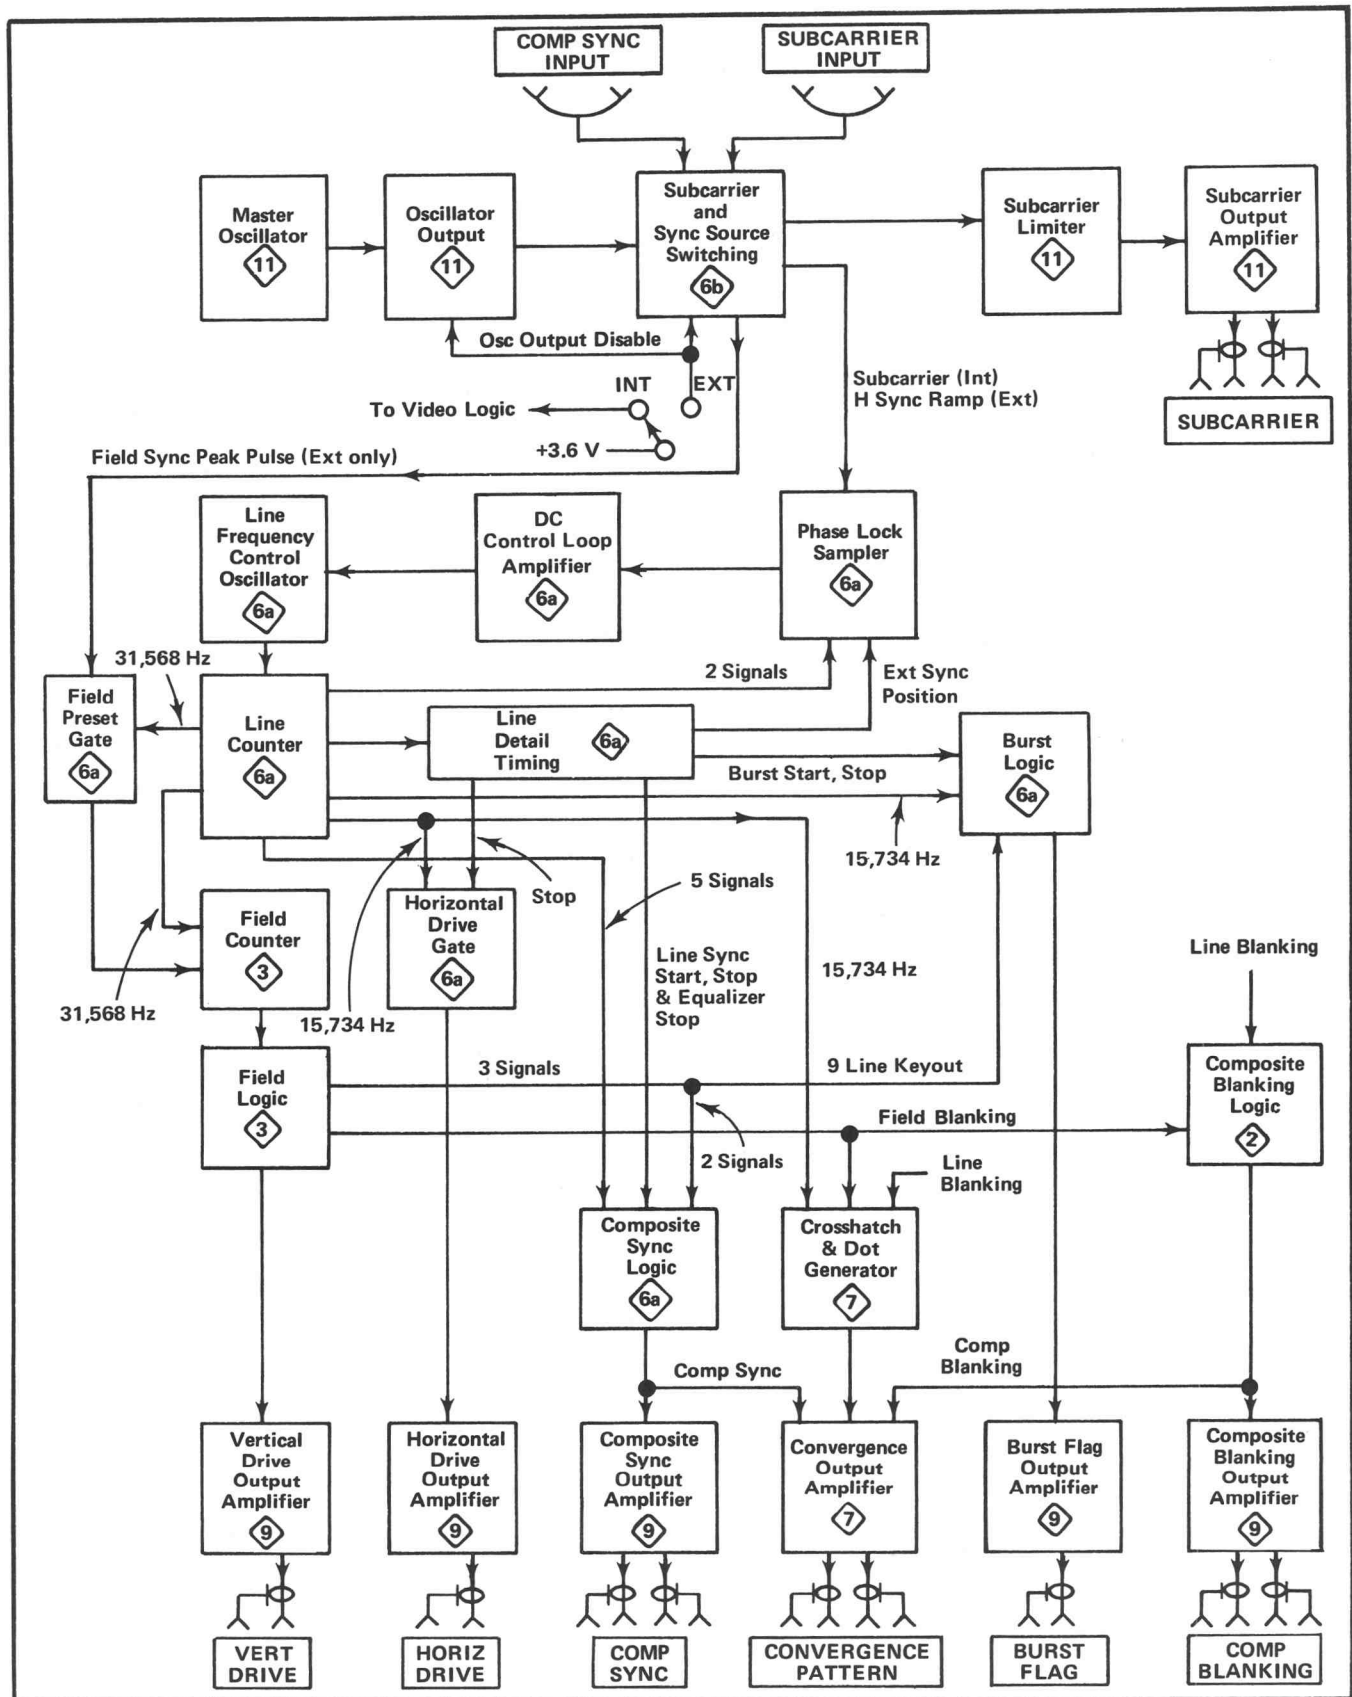 COMP SYNC
INPUT
SUBCARRIER
INPUT
Master
Oscillator
11
Oscillator
Output
11
Subcarrier
and
Sync Source
Switching
6b
Subcarrier
Limiter
11
Subcarrier
Output
Amplifier
11
Osc Output Disable
INT
EXT
To Video Logic
+3.6 V
Subcarrier (Int)
H Sync Ramp (Ext)
SUBCARRIER
Field Sync Peak Pulse (Ext only)
Line
Frequency
Control
Oscillator
6a
DC
Control Loop
Amplifier
6a
Phase Lock
Sampler
6a
31,568 Hz
2 Signals
Ext Sync
Position
Field
Preset
Gate
6a
Line
Counter
6a
Line
Detail
Timing
6a
Burst
Logic
6a
Burst Start, Stop
15,734 Hz
Stop
5 Signals
Field
Counter
3
Horizontal
Drive
Gate
6a
Line Sync
Start, Stop
& Equalizer
Stop
15,734 Hz
Line Blanking
31,568 Hz
15,734 Hz
Field
Logic
3
3 Signals
9 Line Keyout
Composite
Blanking
Logic
2
Field Blanking
2 Signals
Line
Blanking
Composite
Sync
Logic
6a
Crosshatch
& Dot
Generator
7
Comp Sync
Comp
Blanking
Vertical
Drive
Output
Amplifier
9
Horizontal
Drive
Output
Amplifier
9
Composite
Sync
Output
Amplifier
9
Convergence
Output
Amplifier
7
Burst Flag
Output
Amplifier
9
Composite
Blanking
Output
Amplifier
9
VERT
DRIVE
HORIZ
DRIVE
COMP
SYNC
CONVERGENCE
PATTERN
BURST
FLAG
COMP
BLANKING